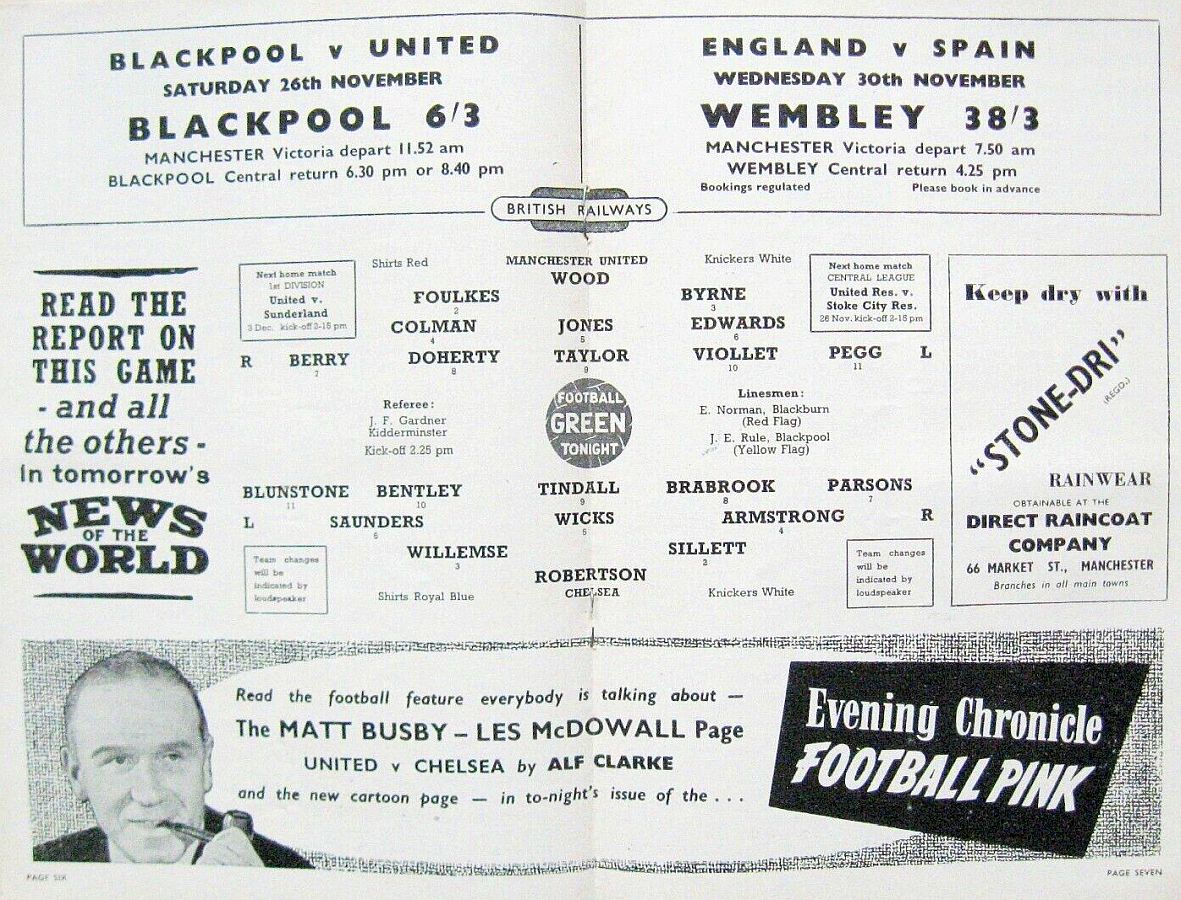 BLACKPOOL v UNITED
SATURDAY 26th NOVEMBER
BLACKPOOL 6/3
MANCHESTER Victoria depart 11.52 am
BLACKPOOL Central return 6.30 pm or 8.40 pm
ENGLAND v SPAIN
WEDNESDAY 30th NOVEMBER
WEMBLEY 38/3
MANCHESTER Victoria depart 7.50 am
WEMBLEY Central return 4.25 pm
Bookings regulated Please book in advance
BRITISH RAILWAYS
READ THE
REPORT ON
THIS GAME
- and all
the others -
In tomorrow's
NEWS
OF THE
WORLD
Next home match
1st DIVISION
United v.
Sunderland
3 Dec. kick-off 2-15 pm
Shirts Red
MANCHESTER UNITED
Knickers White
Next home match
CENTRAL LEAGUE
United Res. v.
Stoke City Res.
26 Nov. kick-off 2-15 pm
WOOD
FOULKES BYRNE
2 3
COLMAN JONES EDWARDS
4 5 6
R BERRY DOHERTY TAYLOR VIOLLET PEGG L
7 8 9 10 11
Referee:
J. F. Gardner
Kidderminster
Kick-off 2.25 pm
FOOTBALL
GREEN
TONIGHT
Linesmen:
E. Norman, Blackburn
(Red Flag)
J. E. Rule, Blackpool
(Yellow Flag)
BLUNSTONE BENTLEY TINDALL BRABROOK PARSONS
11 10 9 8 7
L SAUNDERS WICKS ARMSTRONG R
6 5 4
WILLEMSE SILLETT
3 2
ROBERTSON
CHELSEA
Team changes
will be
indicated by
loudspeaker
Shirts Royal Blue
Knickers White
Team changes
will be
indicated by
loudspeaker
Keep dry with
"STONE-DRI"
(REGD.)
RAINWEAR
OBTAINABLE AT THE
DIRECT RAINCOAT
COMPANY
66 MARKET ST., MANCHESTER
Branches in all main towns
Read the football feature everybody is talking about —
The MATT BUSBY – LES McDOWALL Page
UNITED v CHELSEA by ALF CLARKE
and the new cartoon page — in to-night's issue of the . . .
Evening Chronicle
FOOTBALL PINK
PAGE SIX
PAGE SEVEN